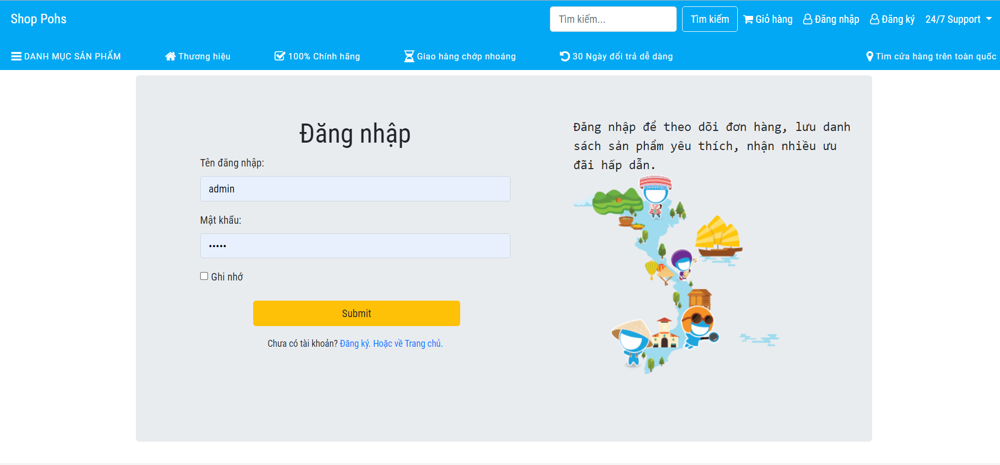 Shop Pohs
Tìm kiếm...
Tìm kiếm
Giỏ hàng
Đăng nhập
Đăng ký
24/7 Support
DANH MỤC SẢN PHẨM
Thương hiệu
100% Chính hãng
Giao hàng chớp nhoáng
30 Ngày đổi trả dễ dàng
Tìm cửa hàng trên toàn quốc
Đăng nhập
Tên đăng nhập:
admin
Mật khẩu:
•••••
Ghi nhớ
Submit
Chưa có tài khoản? Đăng ký. Hoặc về Trang chủ.
Đăng nhập để theo dõi đơn hàng, lưu danh
sách sản phẩm yêu thích, nhận nhiều ưu
đãi hấp dẫn.